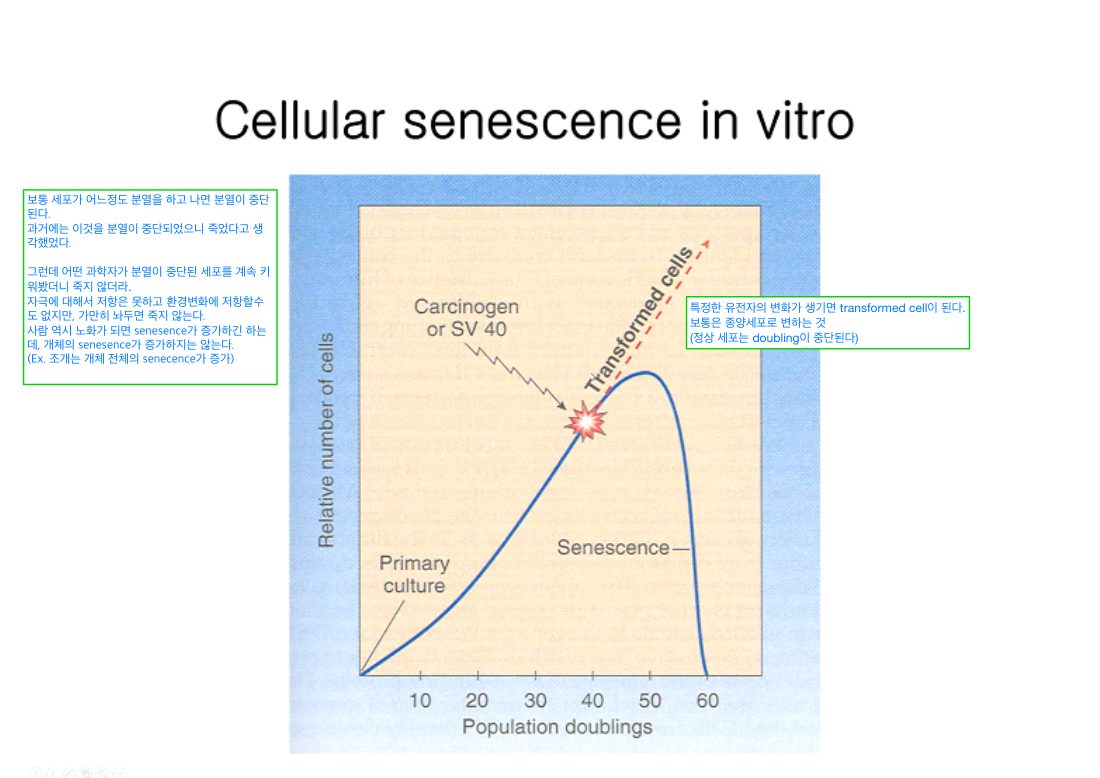 Cellular senescence in vitro
보통 세포가 어느정도 분열을 하고 나면 분열이 중단
된다.
과거에는 이것을 분열이 중단되었으니 죽었다고 생
각했었다.
그런데 어떤 과학자가 분열이 중단된 세포를 계속 키
워봤더니 죽지 않더라.
자극에 대해서 저항은 못하고 환경변화에 저항할수
도 없지만, 가만히 놔두면 죽지 않는다.
사람 역시 노화가 되면 senesence가 증가하긴 하는
데, 개체의 senesence가 증가하지는 않는다.
(Ex. 조개는 개체 전체의 senecence가 증가)
Carcinogen
or SV 40
Transformed cells
특정한 유전자의 변화가 생기면 transformed cell이 된다.
보통은 종양세포로 변하는 것
(정상 세포는 doubling이 중단된다)
Relative number of cells
Senescence
Primary
culture
10 20 30 40 50 60
Population doublings